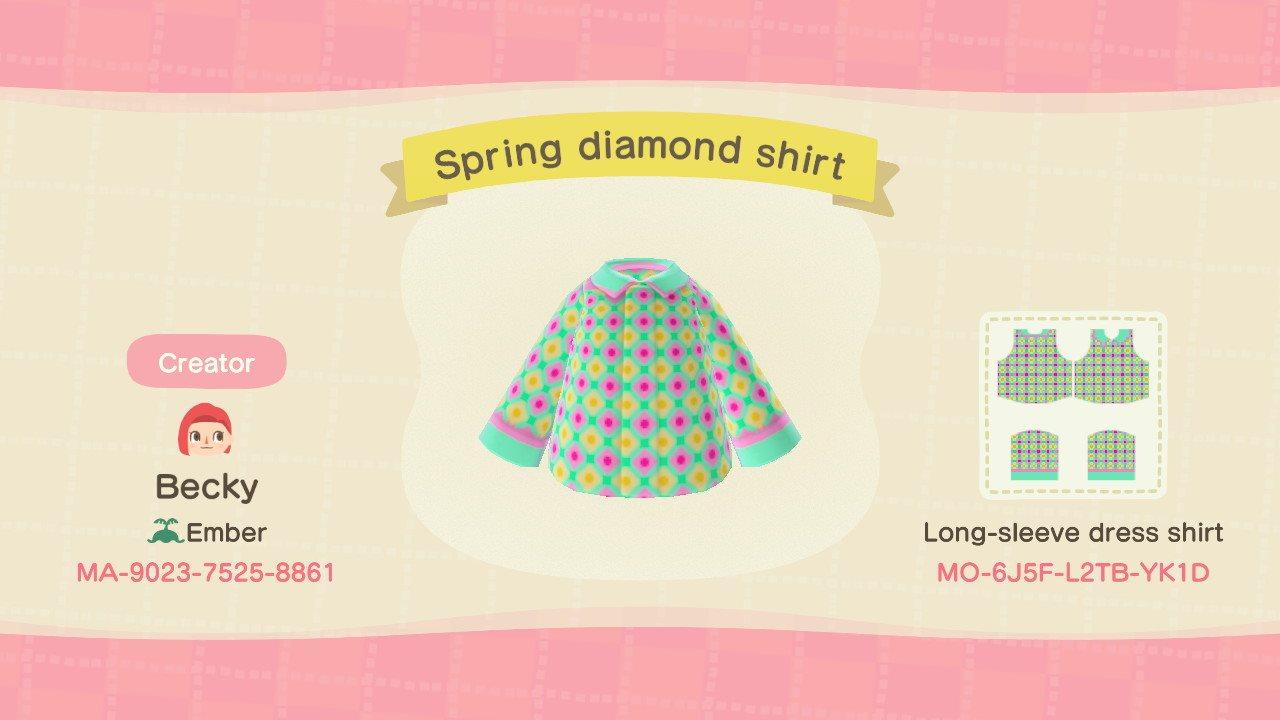 Spring diamond shirt
Creator
Becky
Ember
MA-9023-7525-8861
Long-sleeve dress shirt
MO-6J5F-L2TB-YK1D